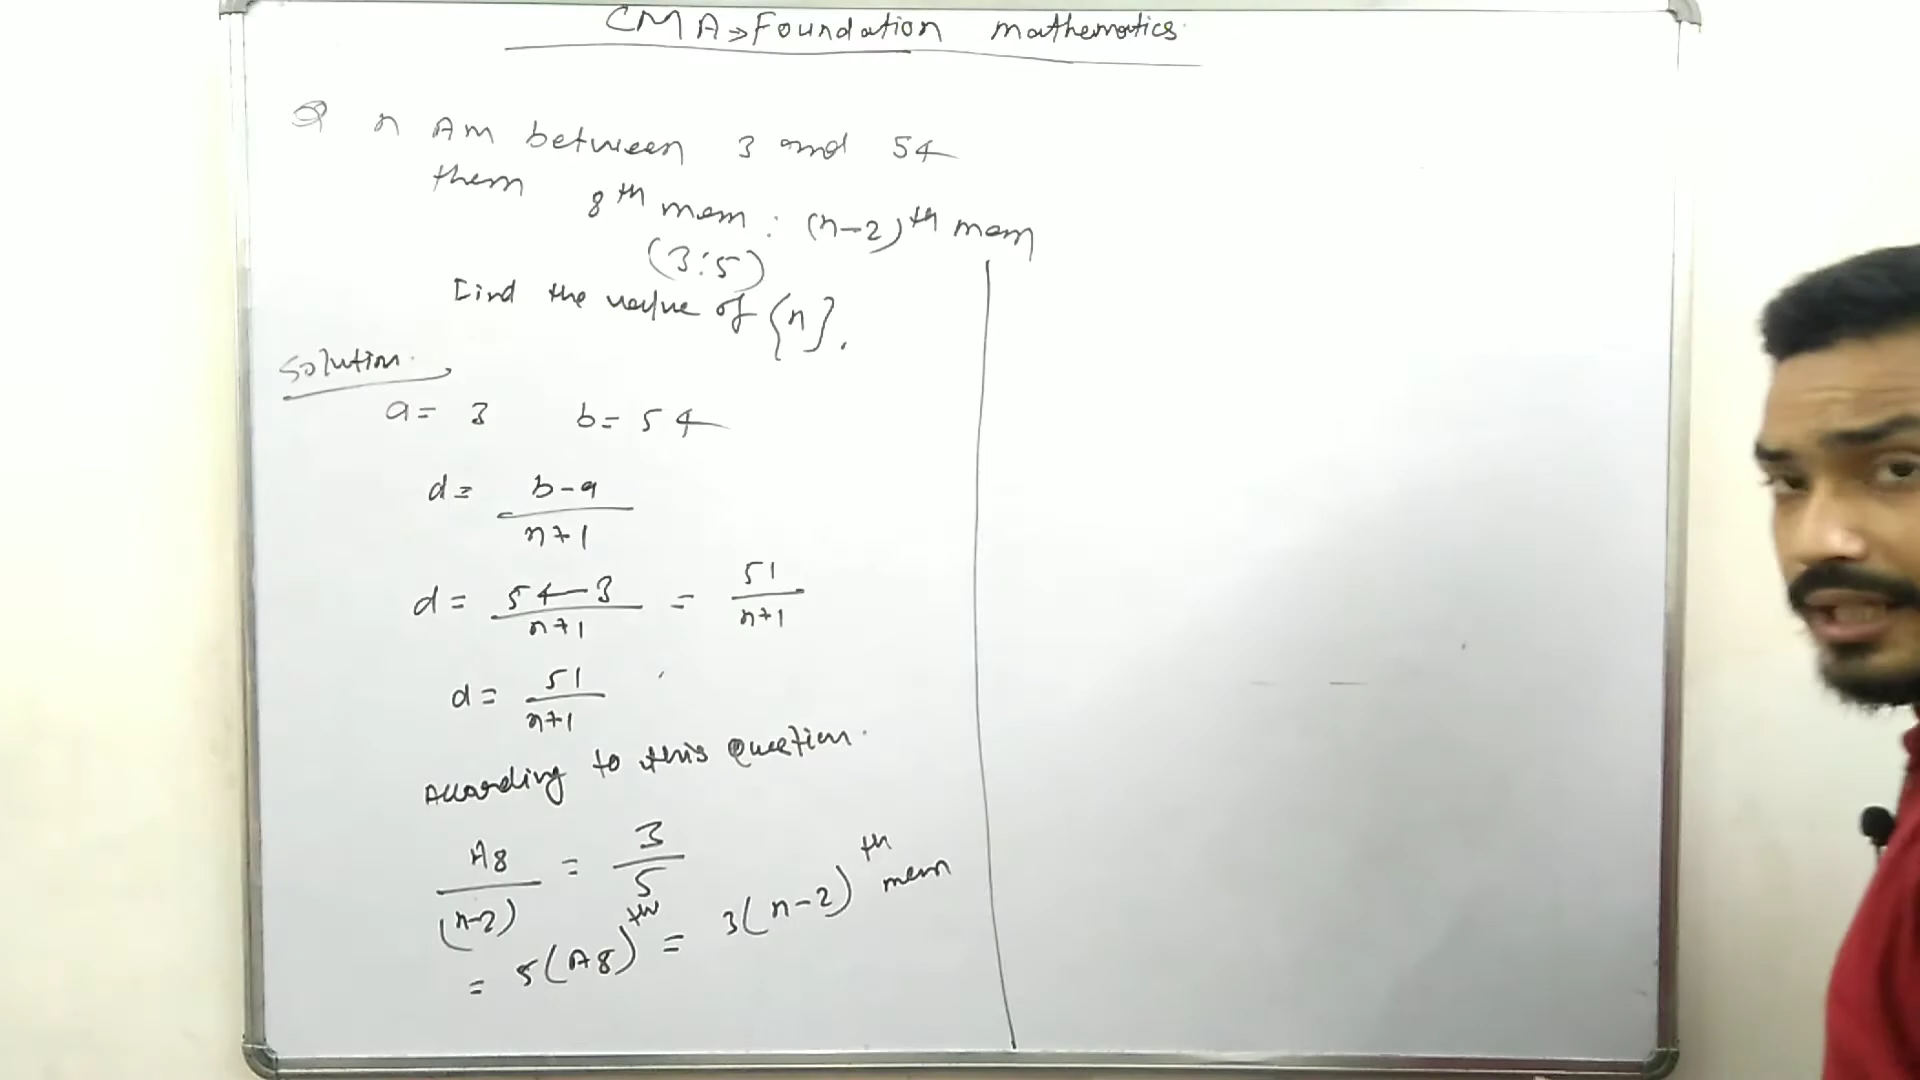 CMA → Foundation mathematics
Q n AM between 3 and 54
then 8th mean : (n-2)th mean
(3:5)
Find the value of {n}.
Solution.
a = 3 b = 54
d = b-a / n+1
d = 54-3 / n+1 = 51 / n+1
d = 51 / n+1
According to this Question.
A8 / (n-2) = 3 / 5
= 5(A8)th = 3(n-2)th mean